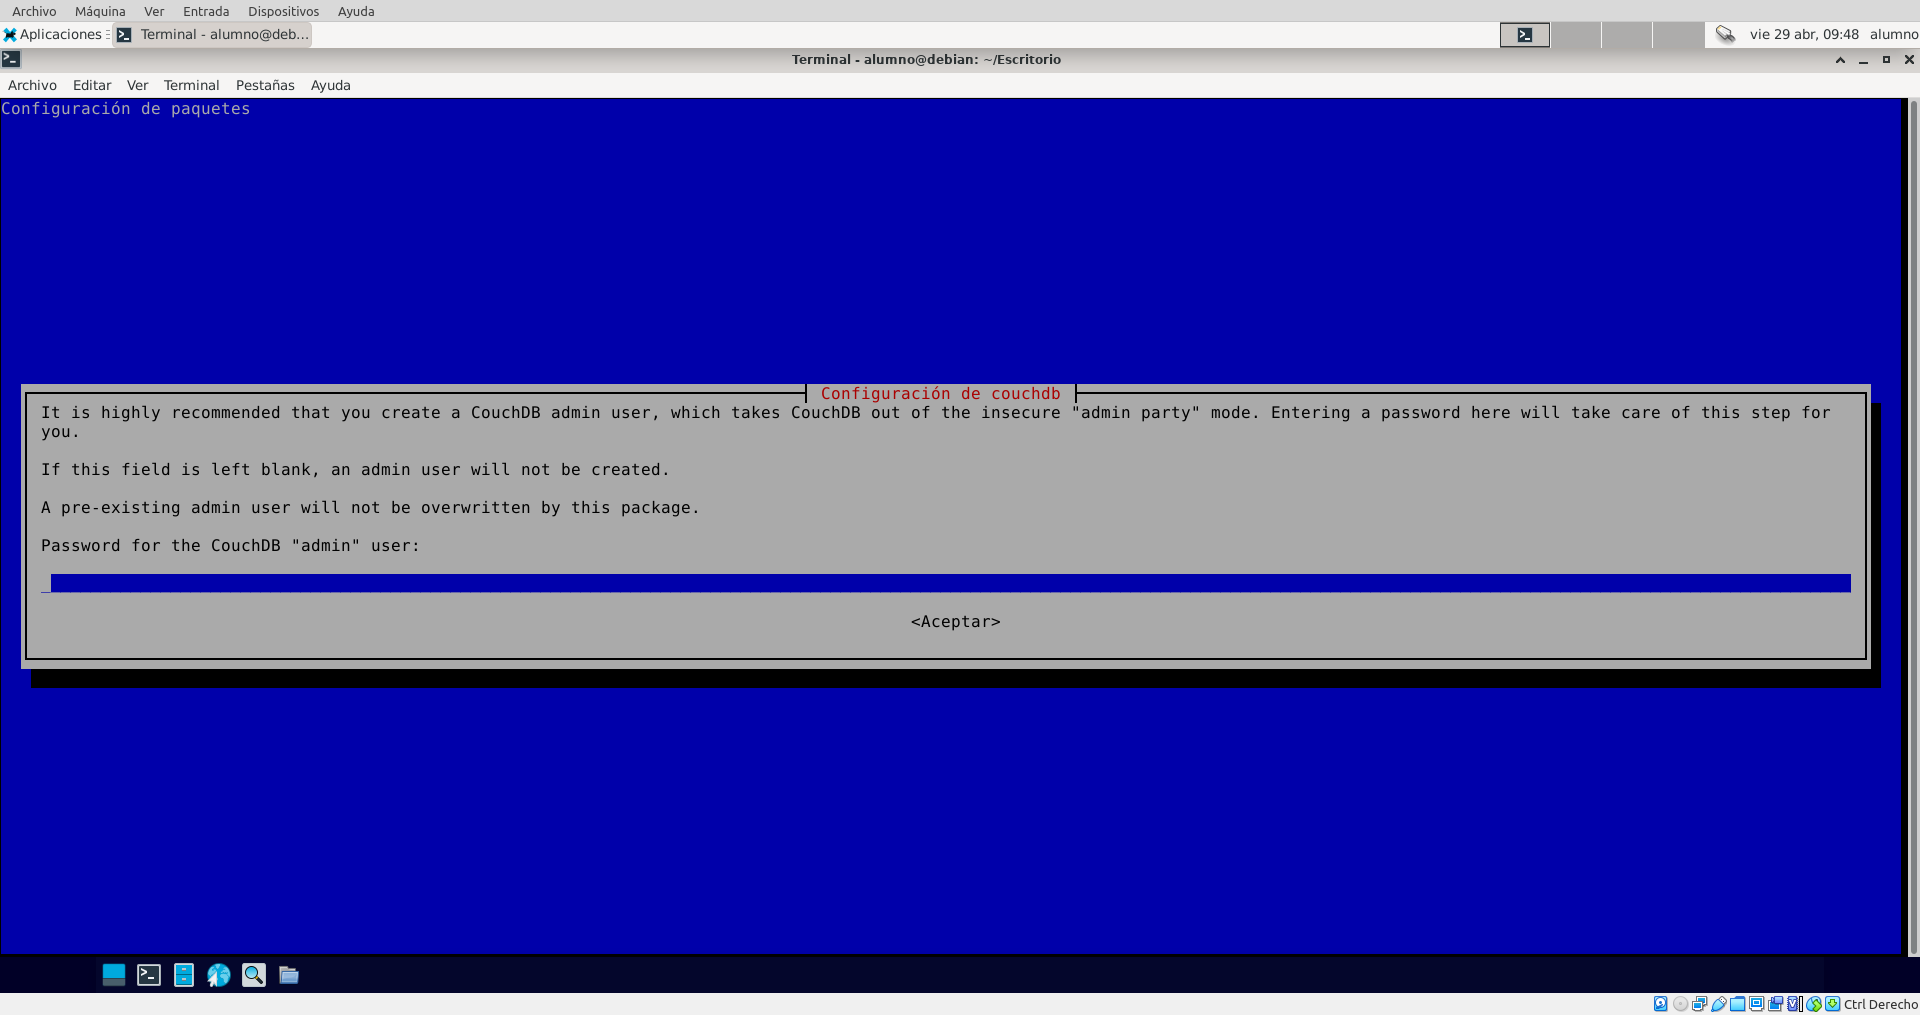 Archivo Máquina Ver Entrada Dispositivos Ayuda
Aplicaciones Terminal - alumno@deb... vie 29 abr, 09:48 alumno
Terminal - alumno@debian: ~/Escritorio
Archivo Editar Ver Terminal Pestañas Ayuda
Configuración de paquetes
Configuración de couchdb
It is highly recommended that you create a CouchDB admin user, which takes CouchDB out of the insecure "admin party" mode. Entering a password here will take care of this step for
you.
If this field is left blank, an admin user will not be created.
A pre-existing admin user will not be overwritten by this package.
Password for the CouchDB "admin" user:
<Aceptar>
Ctrl Derecho